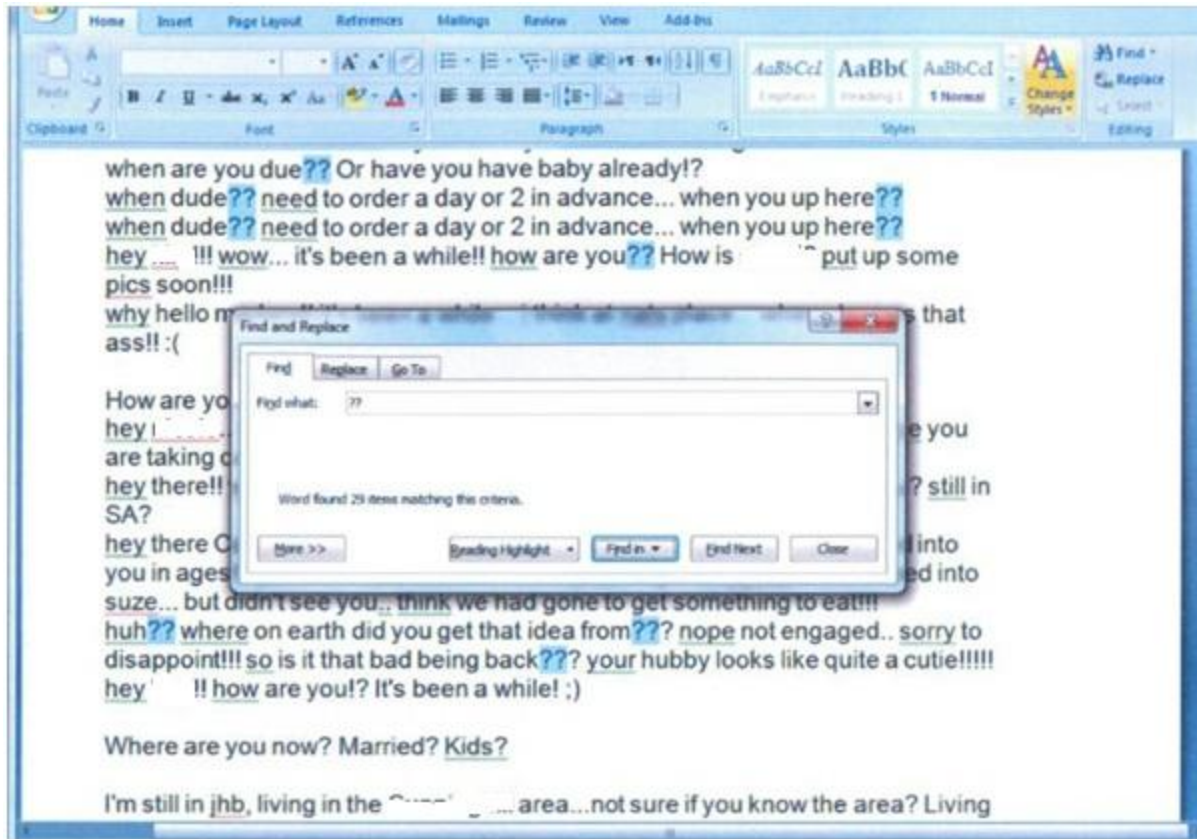 Home Insert Page Layout References Mailings Review View Add-Ins
Paste
AaBbCcI AaBbC AaBbCcI
Emphasis Heading 1 ¶ Normal
Change Styles
Find
Replace
Select
Clipboard Font Paragraph Styles Editing
when are you due?? Or have you have baby already!?
when dude?? need to order a day or 2 in advance... when you up here??
when dude?? need to order a day or 2 in advance... when you up here??
hey !!! wow... it's been a while!! how are you?? How is put up some
pics soon!!!
why hello that
ass!! :(
Find and Replace
Find Replace Go To
Find what: ??
Word found 29 items matching this criteria.
More >> Reading Highlight Find in Find Next Close
How are
hey you
are taking
hey there!! ? still in
SA?
hey there into
you in ages into
suze... but didn't see you.. think we had gone to get something to eat!!!
huh?? where on earth did you get that idea from??? nope not engaged.. sorry to
disappoint!!! so is it that bad being back??? your hubby looks like quite a cutie!!!!!
hey !! how are you!? It's been a while! ;)
Where are you now? Married? Kids?
I'm still in jhb, living in the area...not sure if you know the area? Living